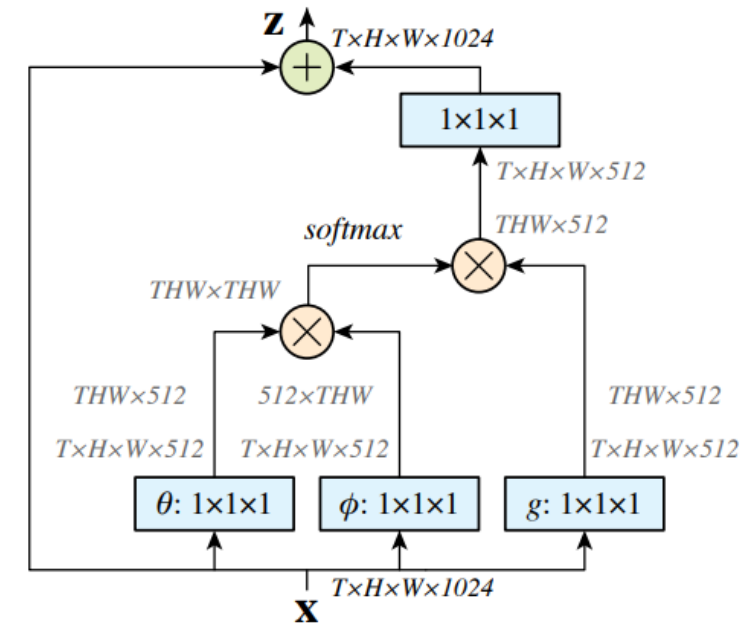 z T×H×W×1024
1×1×1
T×H×W×512
THW×512
softmax
THW×THW
THW×512 512×THW THW×512
T×H×W×512 T×H×W×512 T×H×W×512
θ: 1×1×1 ϕ: 1×1×1 g: 1×1×1
T×H×W×1024
x